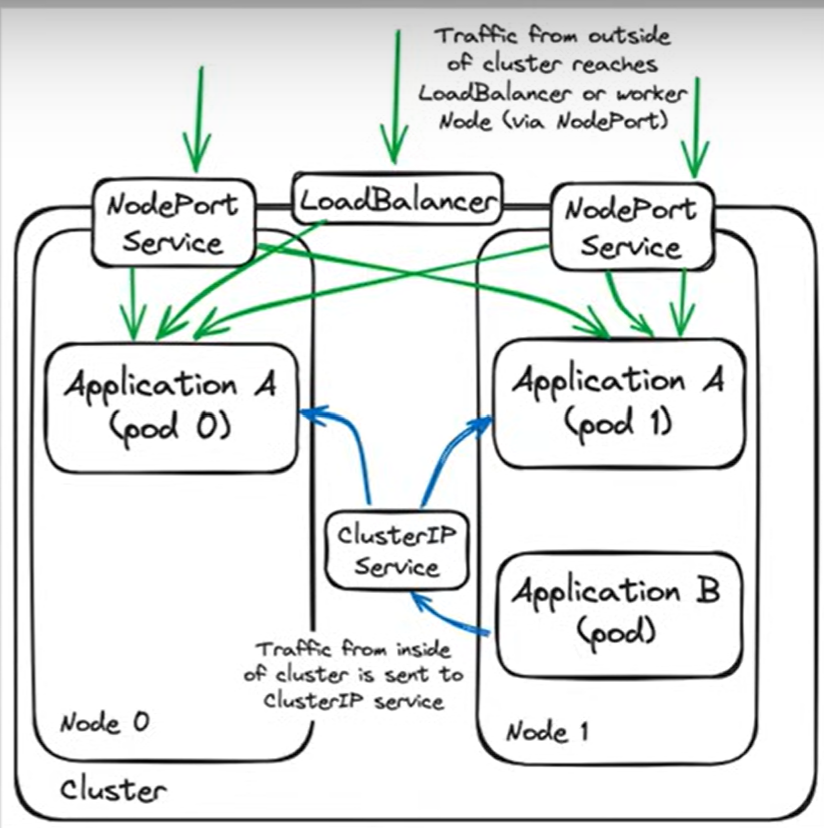 Traffic from outside
of cluster reaches
LoadBalancer or worker
Node (via NodePort)
NodePort
Service
LoadBalancer
NodePort
Service
Application A
(pod 0)
Application A
(pod 1)
ClusterIP
Service
Application B
(pod)
Traffic from inside
of cluster is sent to
ClusterIP service
Node 0
Node 1
Cluster